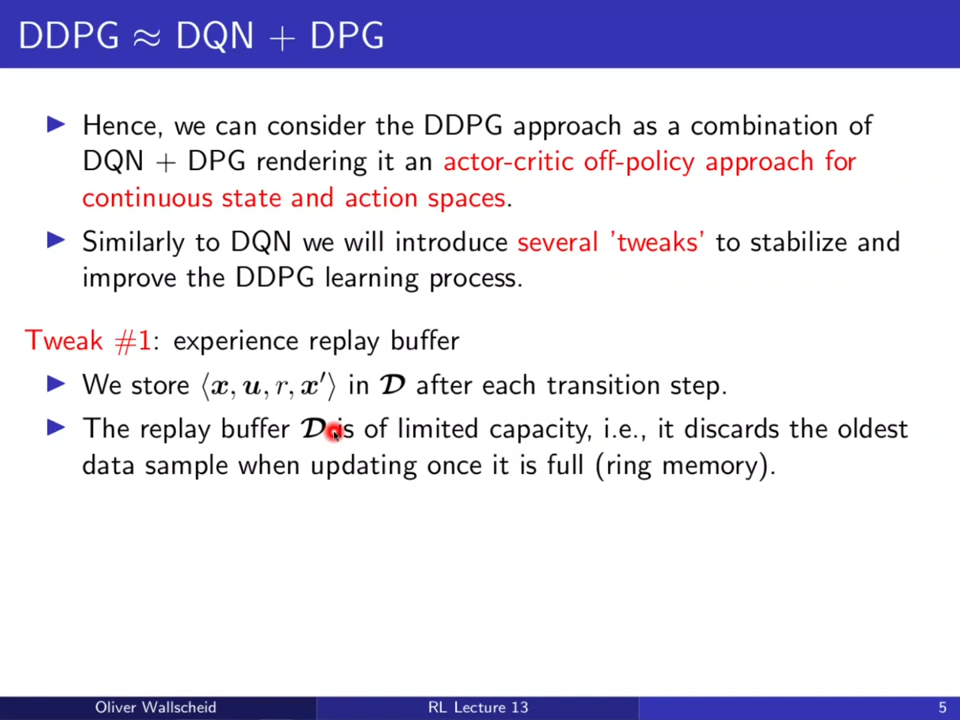 DDPG ≈ DQN + DPG
▶ Hence, we can consider the DDPG approach as a combination of
DQN + DPG rendering it an actor-critic off-policy approach for
continuous state and action spaces.
▶ Similarly to DQN we will introduce several 'tweaks' to stabilize and
improve the DDPG learning process.
Tweak #1: experience replay buffer
▶ We store ⟨x, u, r, x′⟩ in D after each transition step.
▶ The replay buffer D is of limited capacity, i.e., it discards the oldest
data sample when updating once it is full (ring memory).
Oliver Wallscheid RL Lecture 13 5